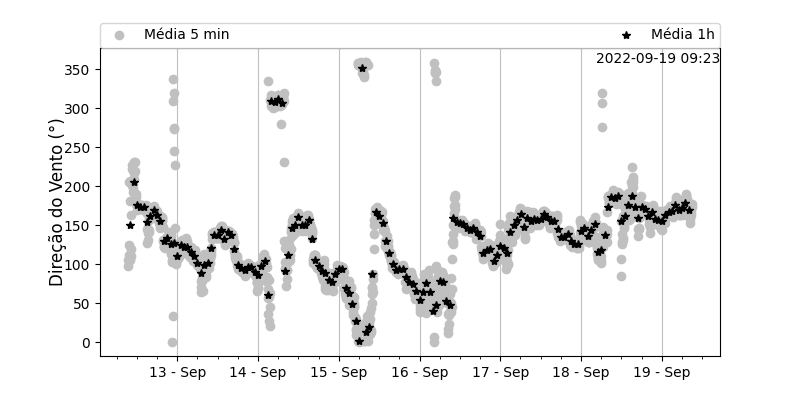 Média 5 min
Média 1h
2022-09-19 09:23
Direção do Vento (°)
350
300
250
200
150
100
50
0
13 - Sep
14 - Sep
15 - Sep
16 - Sep
17 - Sep
18 - Sep
19 - Sep